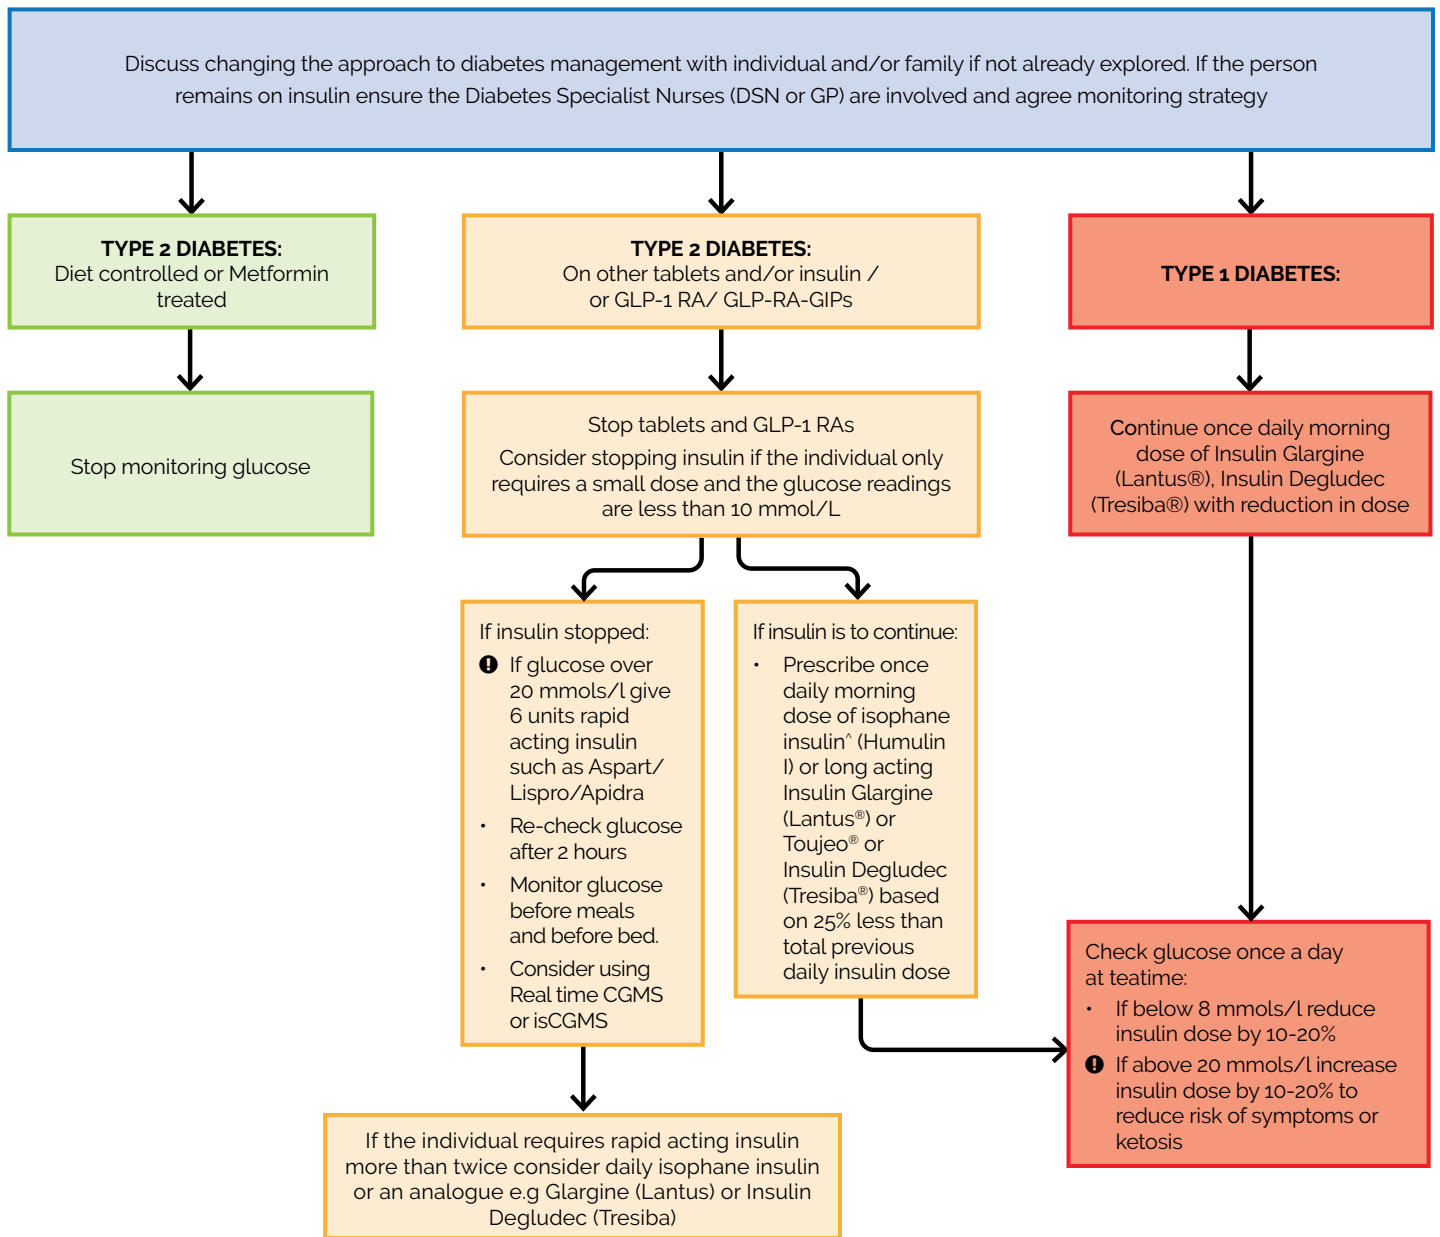 Discuss changing the approach to diabetes management with individual and/or family if not already explored. If the person
remains on insulin ensure the Diabetes Specialist Nurses (DSN or GP) are involved and agree monitoring strategy
TYPE 2 DIABETES:
Diet controlled or Metformin
treated
TYPE 2 DIABETES:
On other tablets and/or insulin /
or GLP-1 RA/ GLP-RA-GIPs
TYPE 1 DIABETES:
Stop monitoring glucose
Stop tablets and GLP-1 RAs
Consider stopping insulin if the individual only
requires a small dose and the glucose readings
are less than 10 mmol/L
Continue once daily morning
dose of Insulin Glargine
(Lantus®), Insulin Degludec
(Tresiba®) with reduction in dose
If insulin stopped:
! If glucose over
20 mmols/l give
6 units rapid
acting insulin
such as Aspart/
Lispro/Apidra
• Re-check glucose
after 2 hours
• Monitor glucose
before meals
and before bed.
• Consider using
Real time CGMS
or isCGMS
If insulin is to continue:
• Prescribe once
daily morning
dose of isophane
insulin^ (Humulin
I) or long acting
Insulin Glargine
(Lantus®) or
Toujeo® or
Insulin Degludec
(Tresiba®) based
on 25% less than
total previous
daily insulin dose
Check glucose once a day
at teatime:
• If below 8 mmols/l reduce
insulin dose by 10-20%
! If above 20 mmols/l increase
insulin dose by 10-20% to
reduce risk of symptoms or
ketosis
If the individual requires rapid acting insulin
more than twice consider daily isophane insulin
or an analogue e.g Glargine (Lantus) or Insulin
Degludec (Tresiba)